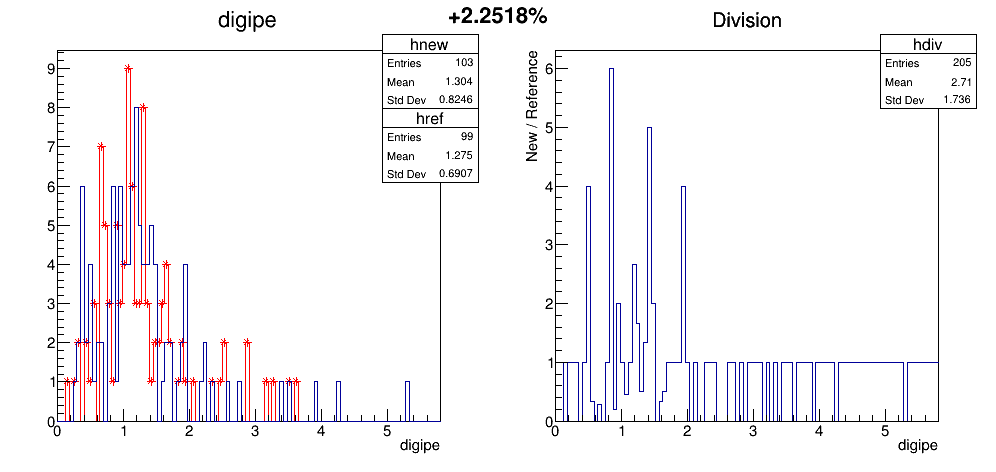 +2.2518%
digipe
hnew
Entries 103
Mean 1.304
Std Dev 0.8246
href
Entries 99
Mean 1.275
Std Dev 0.6907
9
8
7
6
5
4
3
2
1
0
0 1 2 3 4 5
digipe
Division
hdiv
Entries 205
Mean 2.71
Std Dev 1.736
New / Reference
6
5
4
3
2
1
0
0 1 2 3 4 5
digipe